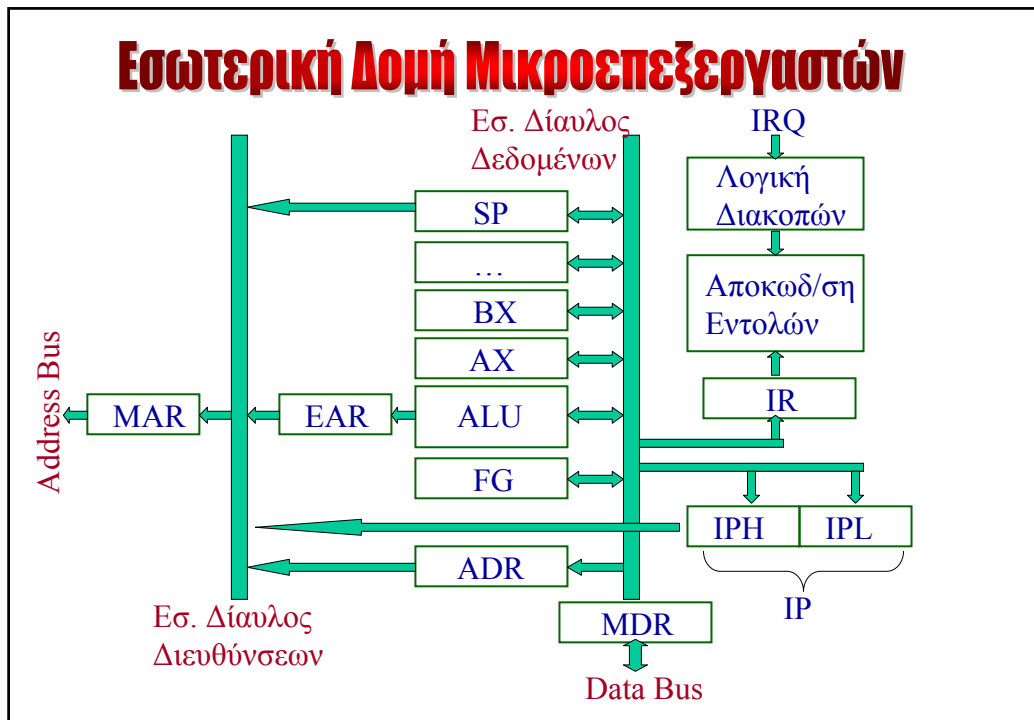 Εσωτερική Δομή Μικροεπεξεργαστών
Εσ. Δίαυλος
Δεδομένων
IRQ
Λογική
Διακοπών
SP
…
Αποκωδ/ση
Εντολών
BX
AX
IR
Address Bus
MAR
EAR
ALU
FG
IPH
IPL
ADR
IP
Εσ. Δίαυλος
Διευθύνσεων
MDR
Data Bus